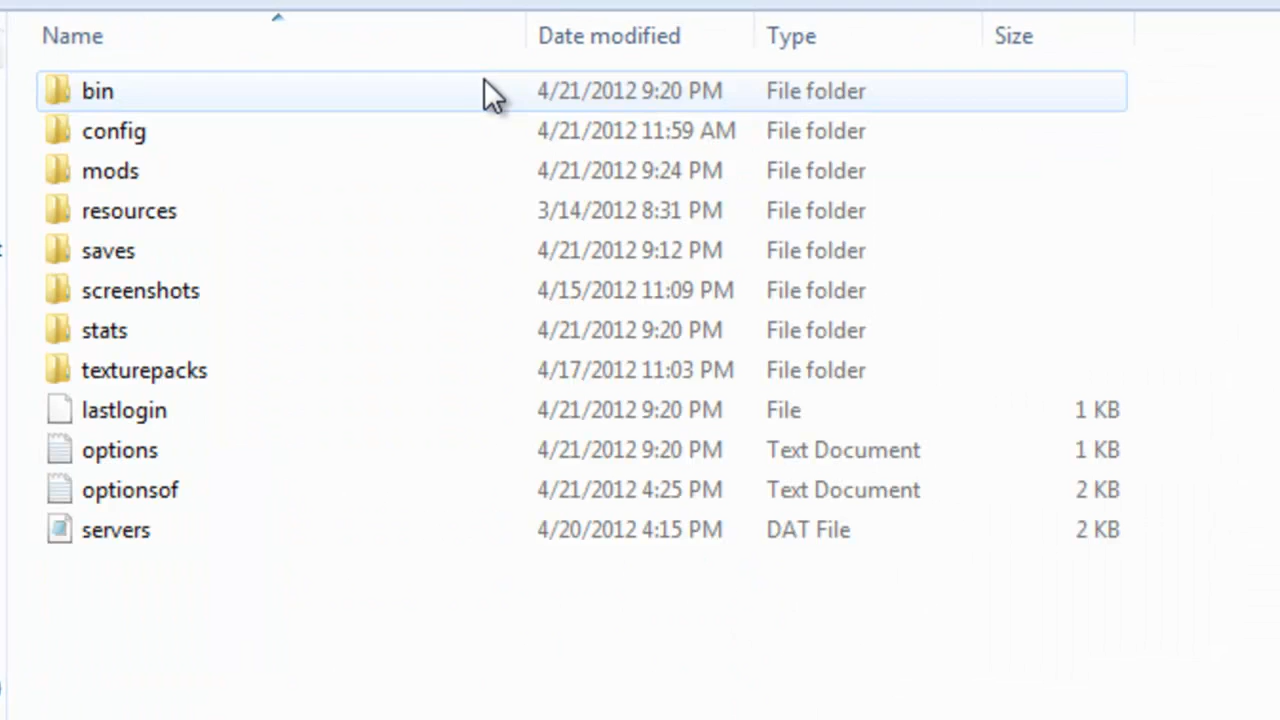 Name Date modified Type Size
bin 4/21/2012 9:20 PM File folder
config 4/21/2012 11:59 AM File folder
mods 4/21/2012 9:24 PM File folder
resources 3/14/2012 8:31 PM File folder
saves 4/21/2012 9:12 PM File folder
screenshots 4/15/2012 11:09 PM File folder
stats 4/21/2012 9:20 PM File folder
texturepacks 4/17/2012 11:03 PM File folder
lastlogin 4/21/2012 9:20 PM File 1 KB
options 4/21/2012 9:20 PM Text Document 1 KB
optionsof 4/21/2012 4:25 PM Text Document 2 KB
servers 4/20/2012 4:15 PM DAT File 2 KB